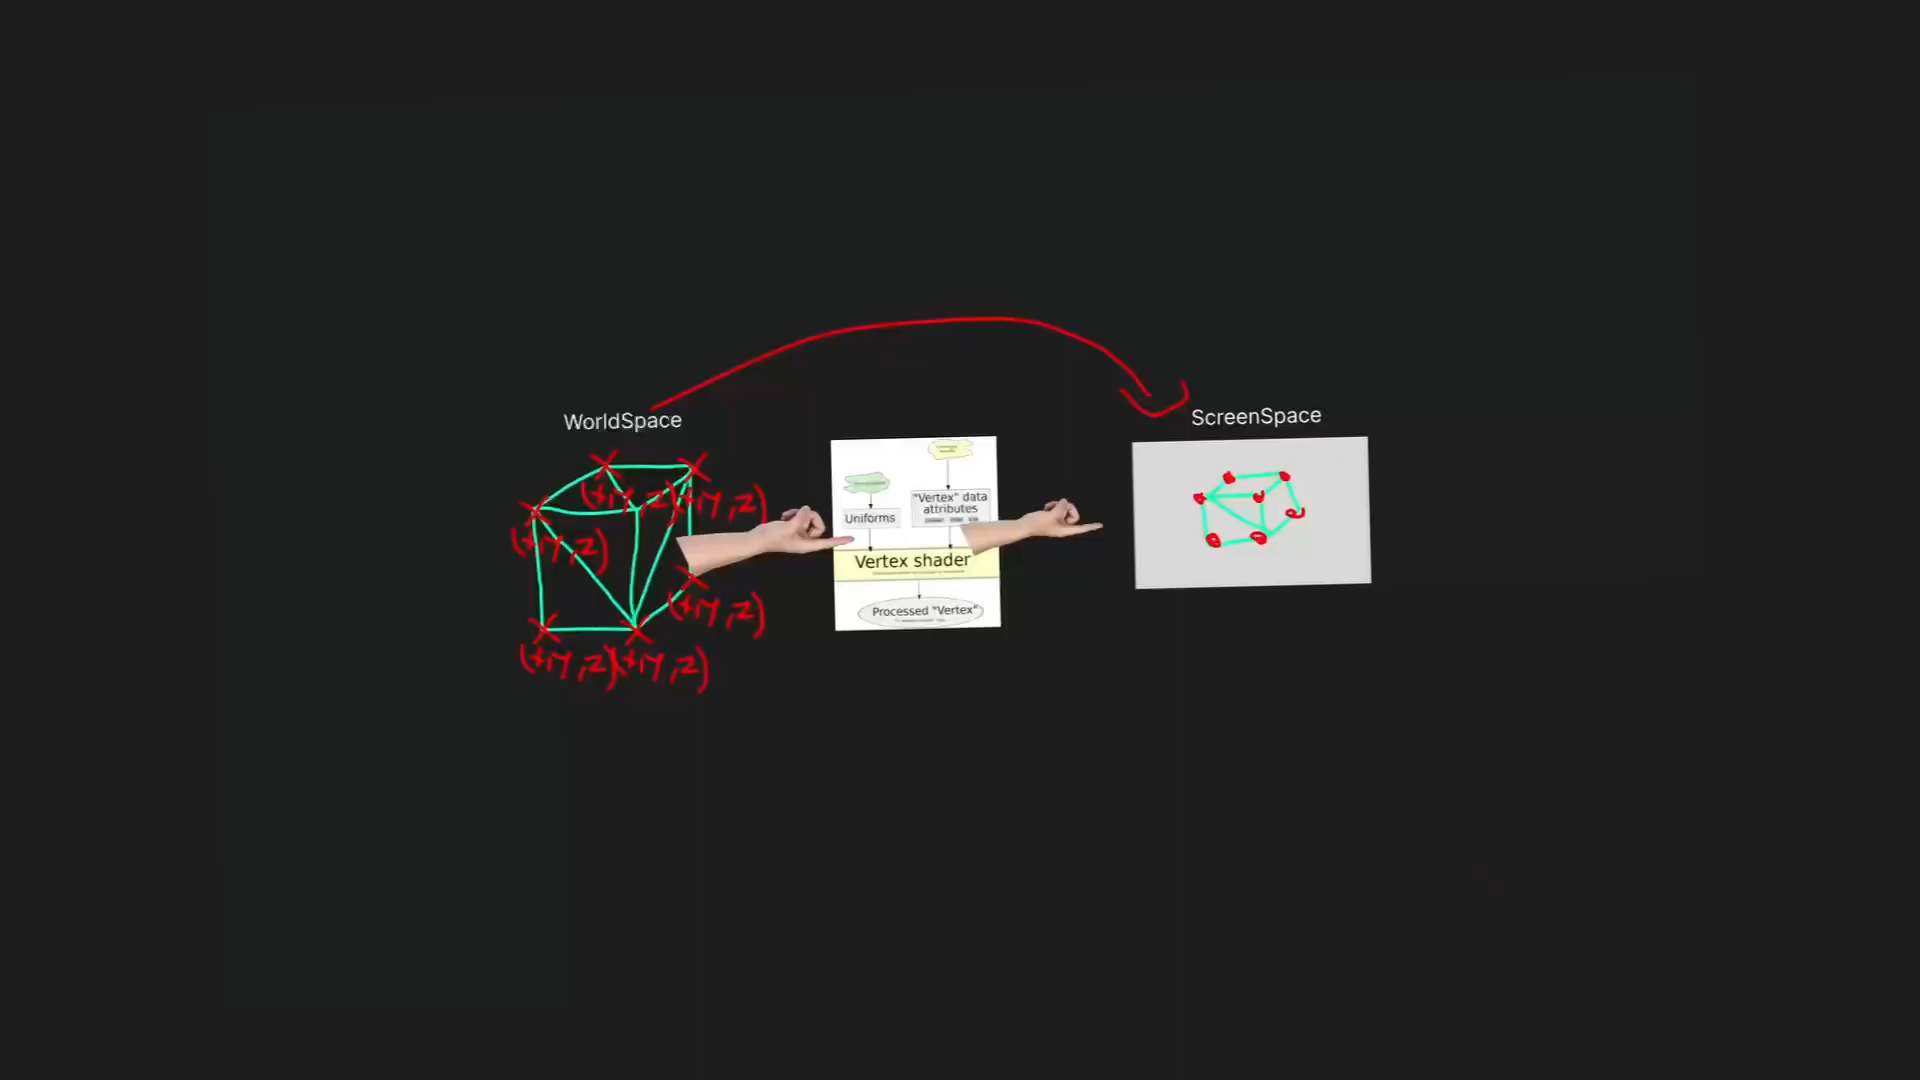 WorldSpace
ScreenSpace
(x,y,z)
(x,y,z)
(x,y,z)
(x,y,z)
(x,y,z)
(x,y,z)
Uniforms
"Vertex" data
attributes
Vertex shader
Processed "Vertex"